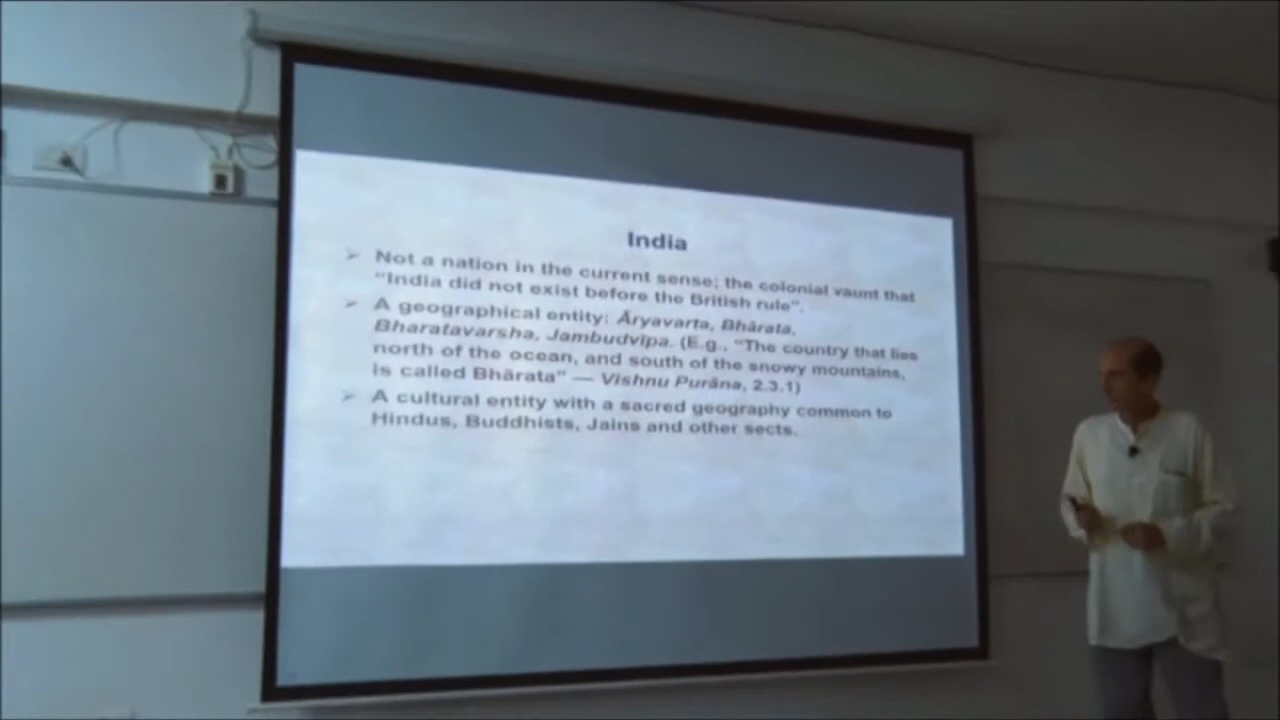 India
➢ Not a nation in the current sense; the colonial vaunt that
"India did not exist before the British rule".
➢ A geographical entity: Āryavarta, Bhārata,
Bharatavarsha, Jambudvīpa. (E.g., "The country that lies
north of the ocean, and south of the snowy mountains,
is called Bhārata" — Vishnu Purāna, 2.3.1)
➢ A cultural entity with a sacred geography common to
Hindus, Buddhists, Jains and other sects.